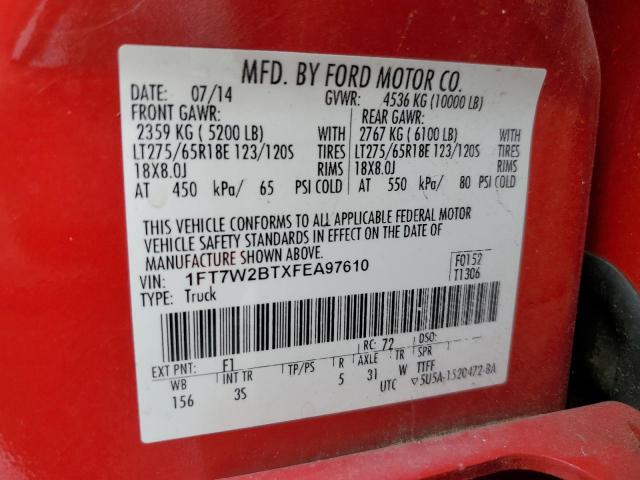 MFD. BY FORD MOTOR CO.
DATE: 07/14 GVWR: 4536 KG (10000 LB)
FRONT GAWR: REAR GAWR:
2359 KG ( 5200 LB) WITH 2767 KG ( 6100 LB) WITH
LT275/65R18E 123/120S TIRES LT275/65R18E 123/120S TIRES
18X8.0J RIMS 18X8.0J RIMS
AT 450 kPa/ 65 PSI COLD AT 550 kPa/ 80 PSI COLD
THIS VEHICLE CONFORMS TO ALL APPLICABLE FEDERAL MOTOR
VEHICLE SAFETY STANDARDS IN EFFECT ON THE DATE OF
MANUFACTURE SHOWN ABOVE.
VIN: 1FT7W2BTXFEA97610 F0152
TYPE: Truck T1306
EXT PNT: F1 RC: 72 DSO:
WB INT TR TP/PS R AXLE TR SPR
156 3S 5 31 W TTFF
UTC ▽5U5A-1520472-BA